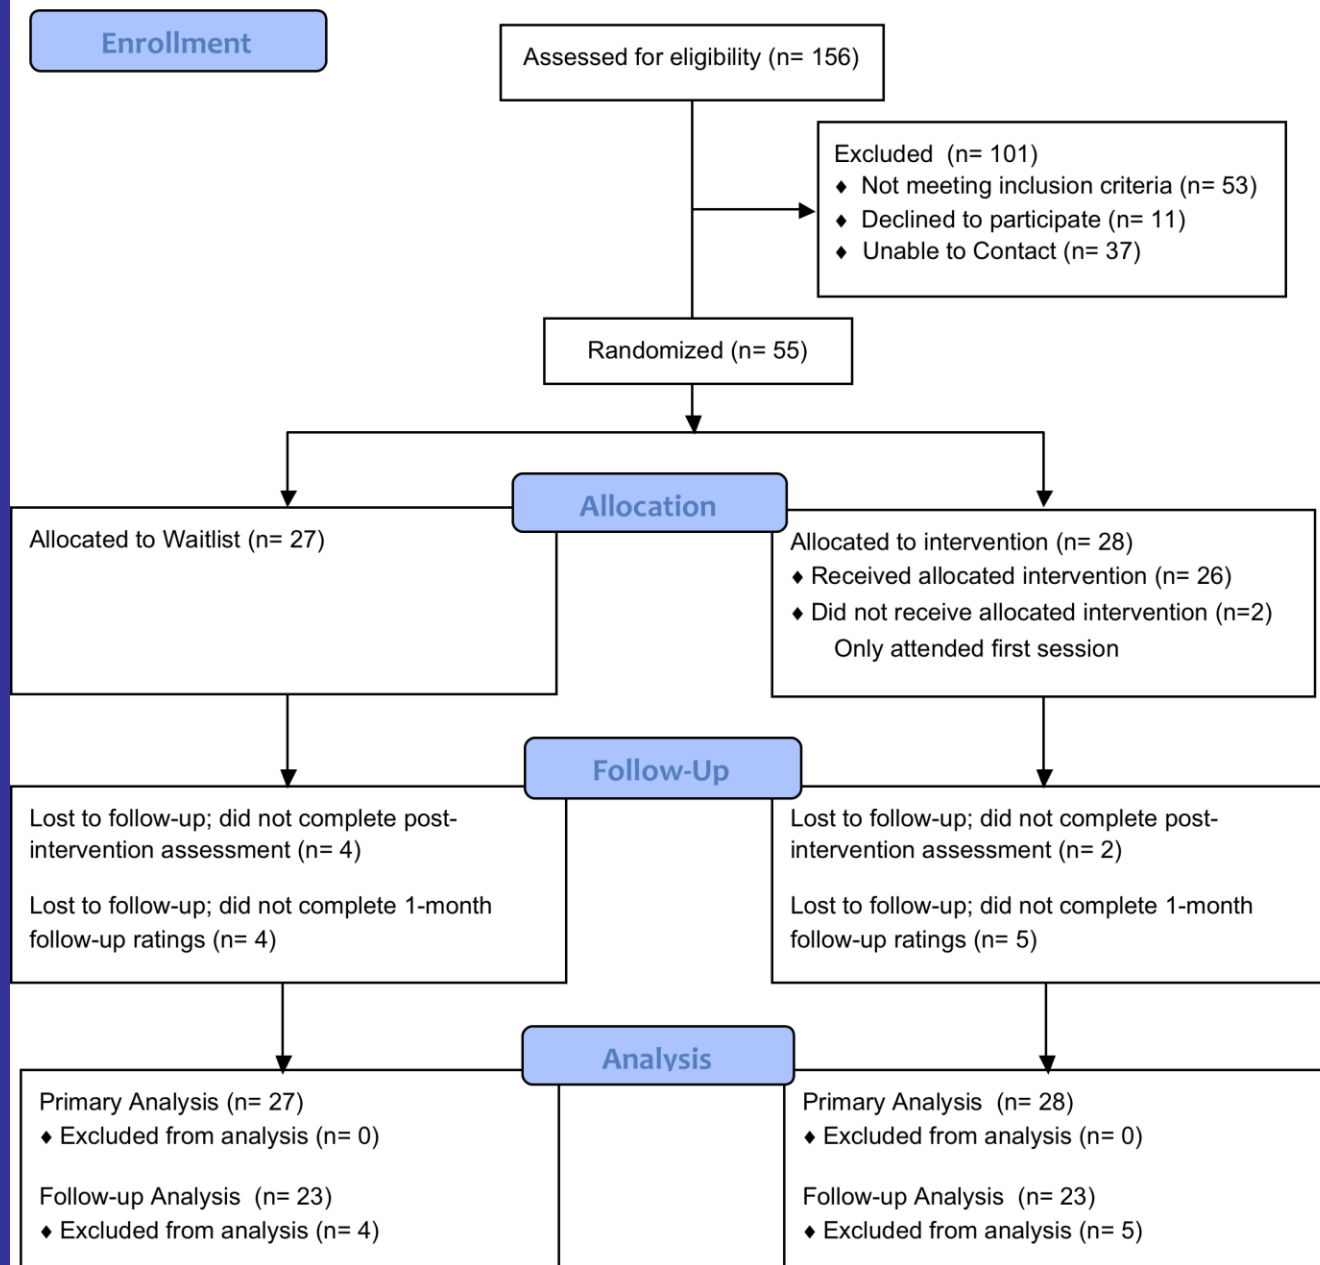 Enrollment
Assessed for eligibility (n= 156)
Excluded (n= 101)
♦ Not meeting inclusion criteria (n= 53)
♦ Declined to participate (n= 11)
♦ Unable to Contact (n= 37)
Randomized (n= 55)
Allocation
Allocated to Waitlist (n= 27)
Allocated to intervention (n= 28)
♦ Received allocated intervention (n= 26)
♦ Did not receive allocated intervention (n=2)
Only attended first session
Follow-Up
Lost to follow-up; did not complete post-
intervention assessment (n= 4)
Lost to follow-up; did not complete 1-month
follow-up ratings (n= 4)
Lost to follow-up; did not complete post-
intervention assessment (n= 2)
Lost to follow-up; did not complete 1-month
follow-up ratings (n= 5)
Analysis
Primary Analysis (n= 27)
♦ Excluded from analysis (n= 0)
Follow-up Analysis (n= 23)
♦ Excluded from analysis (n= 4)
Primary Analysis (n= 28)
♦ Excluded from analysis (n= 0)
Follow-up Analysis (n= 23)
♦ Excluded from analysis (n= 5)